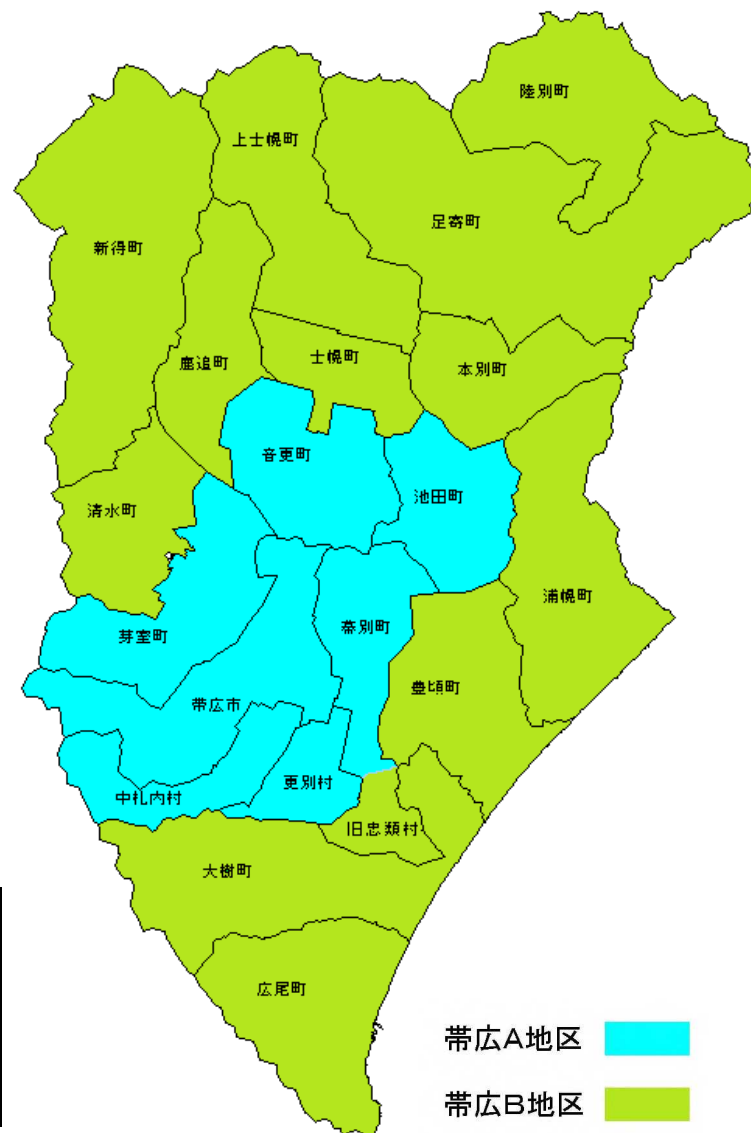 陸別町
上士幌町
足寄町
新得町
士幌町
鹿追町
本別町
音更町
池田町
清水町
浦幌町
芽室町
幕別町
豊頃町
帯広市
更別村
中札内村
旧忠類村
大樹町
広尾町
帯広A地区
帯広B地区